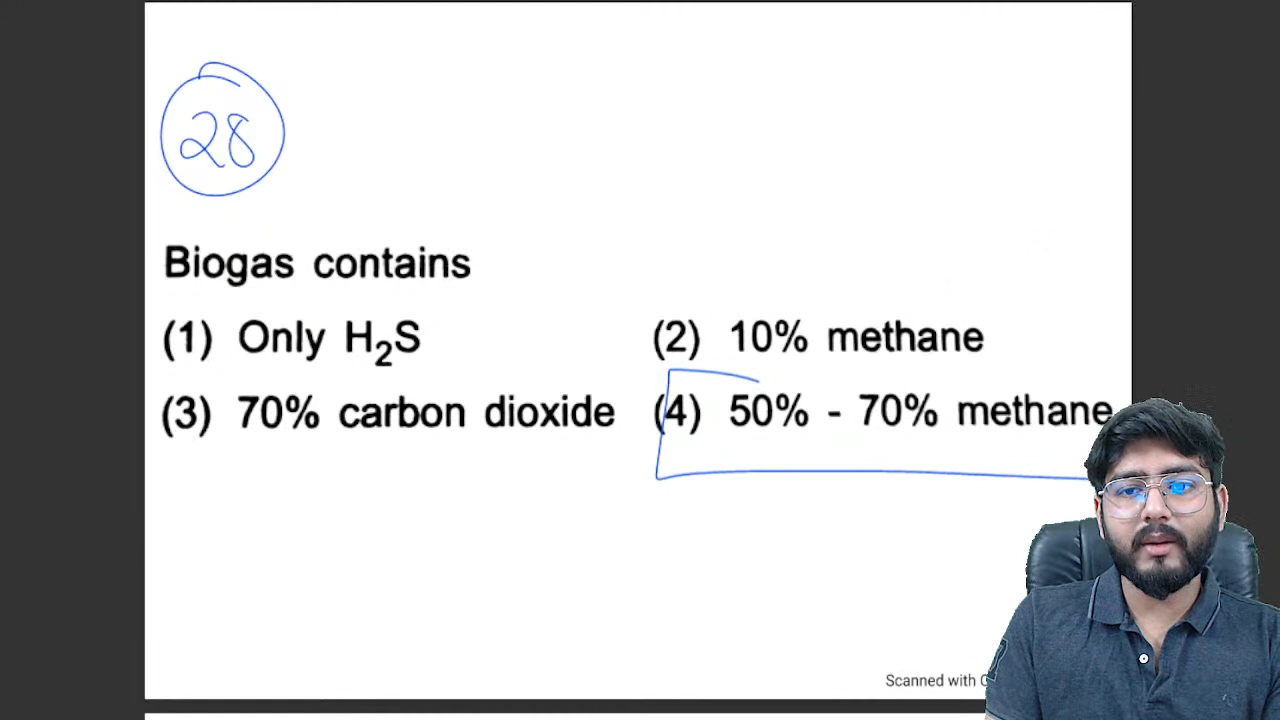 28
Biogas contains
(1) Only H₂S (2) 10% methane
(3) 70% carbon dioxide (4) 50% - 70% methane
Scanned with